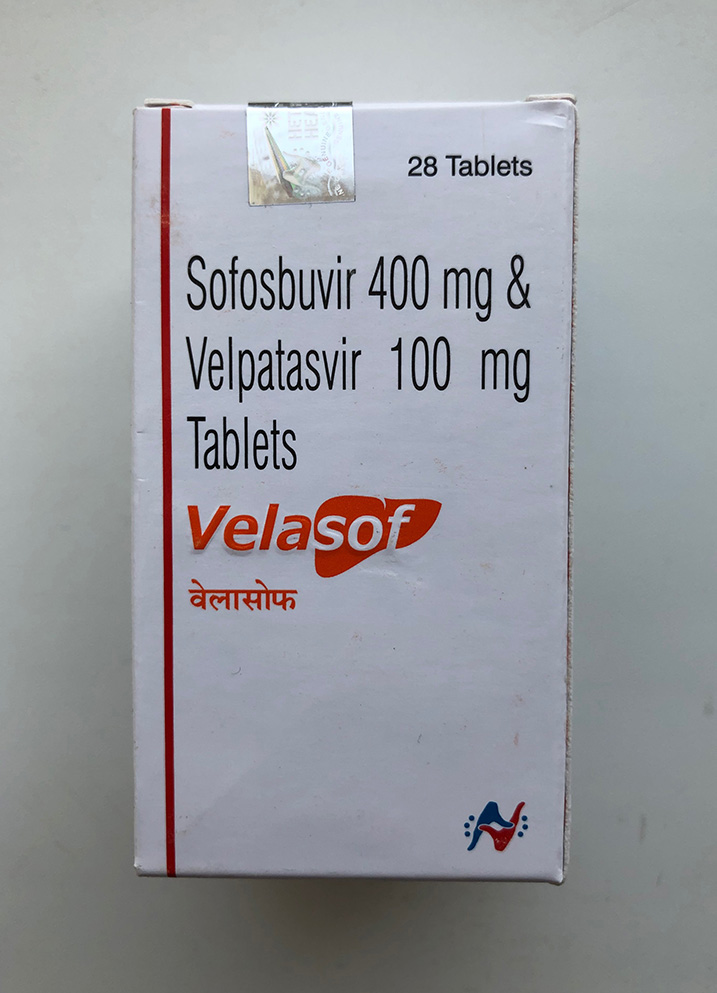 28 Tablets
Sofosbuvir 400 mg &
Velpatasvir 100 mg
Tablets
Velasof
वेलासोफ